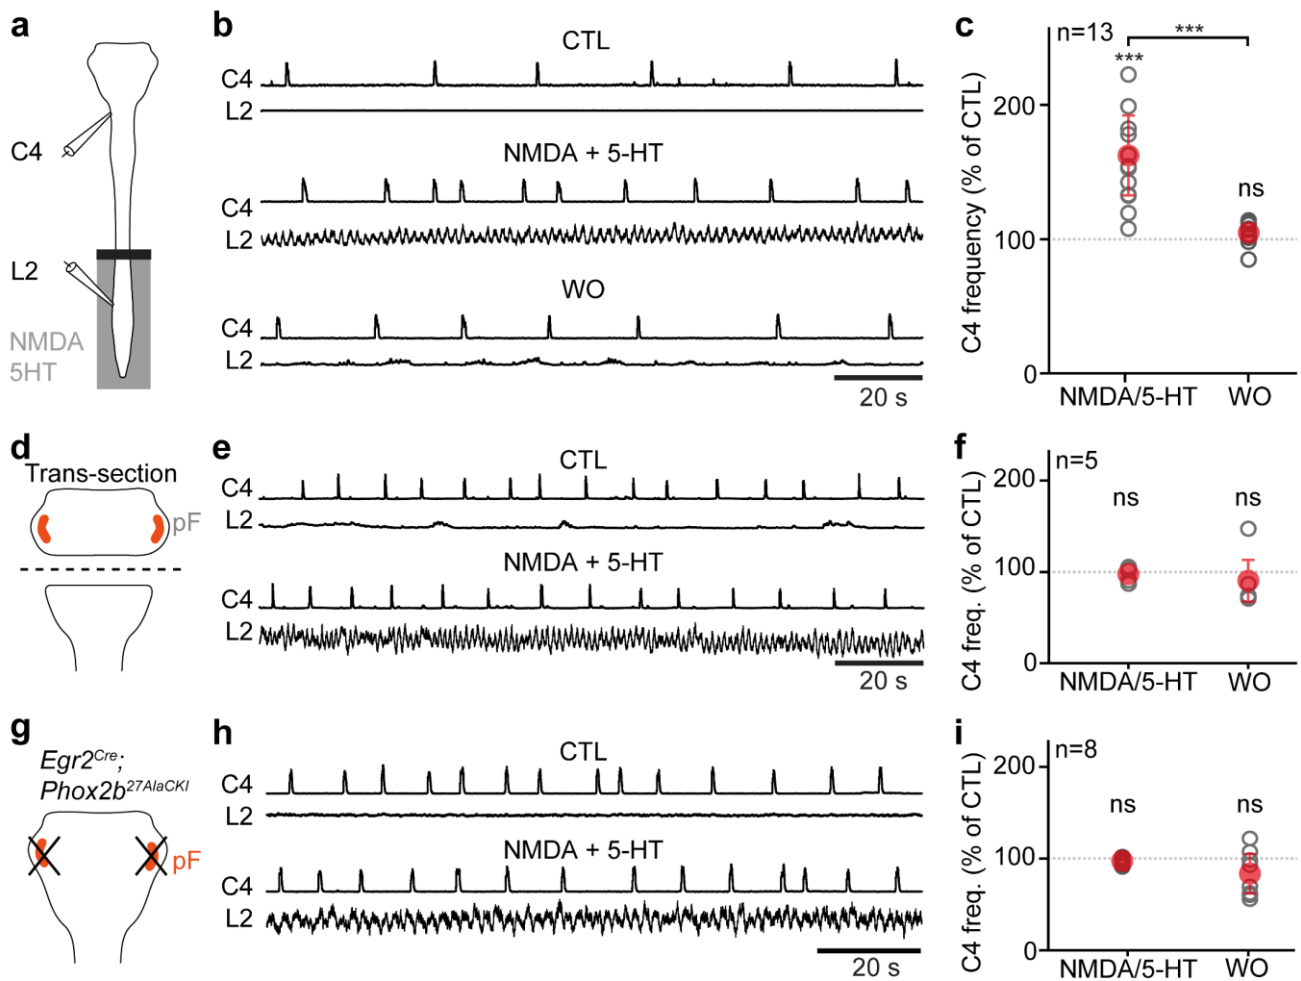 a
C4
L2
NMDA
5HT
b
CTL
C4
L2
NMDA + 5-HT
C4
L2
WO
C4
L2
20 s
c
n=13
***
***
ns
C4 frequency (% of CTL)
200
100
0
NMDA/5-HT
WO
d
Trans-section
pF
e
CTL
C4
L2
NMDA + 5-HT
C4
L2
20 s
f
n=5
ns
ns
C4 freq. (% of CTL)
200
100
0
NMDA/5-HT
WO
g
Egr2Cre;
Phox2b27AlaCKI
pF
h
CTL
C4
L2
NMDA + 5-HT
C4
L2
20 s
i
n=8
ns
ns
C4 freq. (% of CTL)
200
100
0
NMDA/5-HT
WO